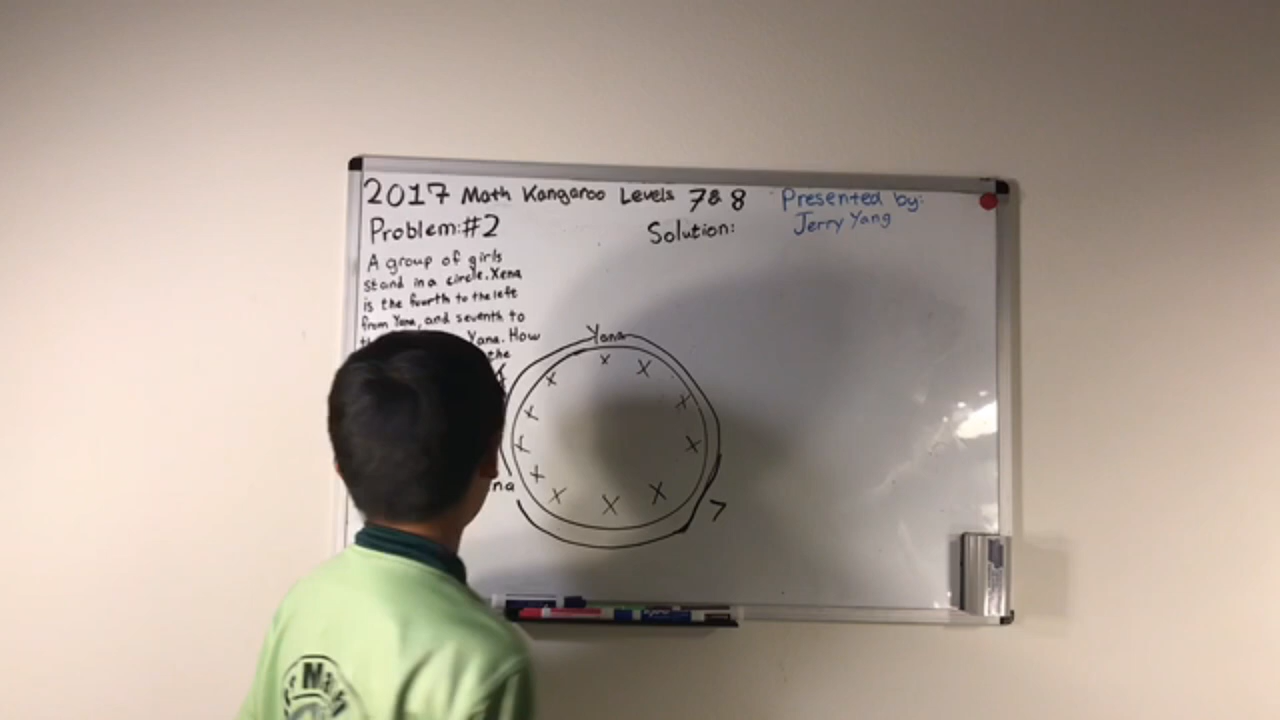 2017 Math Kangaroo Levels 7 & 8
Presented by:
Jerry Yang
Problem:#2
Solution:
A group of girls
stand in a circle. Xena
is the fourth to the left
from Yana, and seventh to
Yana. How
the
Yana
na
7
X X X X X X X X X X X